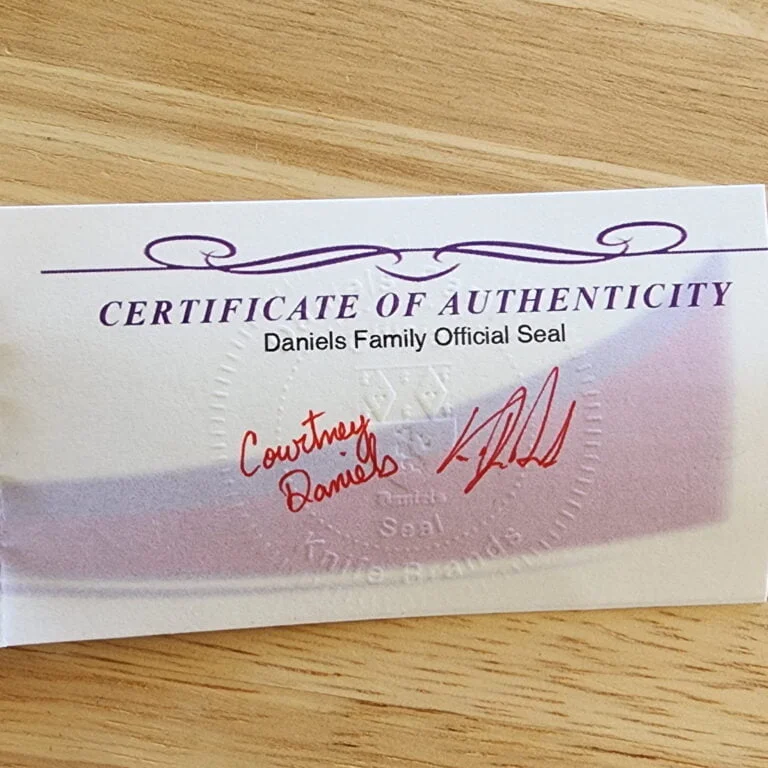 CERTIFICATE OF AUTHENTICITY
Daniels Family Official Seal
Courtney
Daniels
Daniels
Seal
Knife Brands